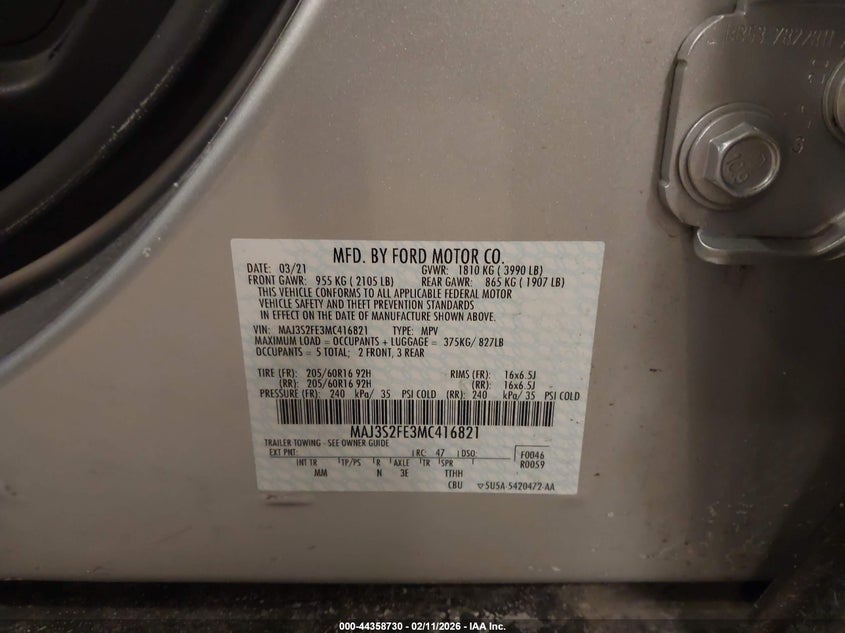 MFD. BY FORD MOTOR CO.
DATE: 03/21 GVWR: 1810 KG ( 3990 LB)
FRONT GAWR: 955 KG ( 2105 LB) REAR GAWR: 865 KG ( 1907 LB)
THIS VEHICLE CONFORMS TO ALL APPLICABLE FEDERAL MOTOR
VEHICLE SAFETY AND THEFT PREVENTION STANDARDS
IN EFFECT ON THE DATE OF MANUFACTURE SHOWN ABOVE.
VIN: MAJ3S2FE3MC416821 TYPE: MPV
MAXIMUM LOAD = OCCUPANTS + LUGGAGE = 375KG/ 827LB
OCCUPANTS = 5 TOTAL; 2 FRONT, 3 REAR
TIRE (FR): 205/60R16 92H RIMS (FR): 16x6.5J
(RR): 205/60R16 92H (RR): 16x6.5J
PRESSURE (FR): 240 kPa/ 35 PSI COLD (RR): 240 kPa/ 35 PSI COLD
MAJ3S2FE3MC416821
TRAILER TOWING - SEE OWNER GUIDE
EXT PNT: RC: 47 DSO: F0046
INT TR TP/PS R AXLE TR SPR R0059
MM N 3E TTHH
CBU SU5A-5420472-AA
000-44358730 - 02/11/2026 - IAA Inc.